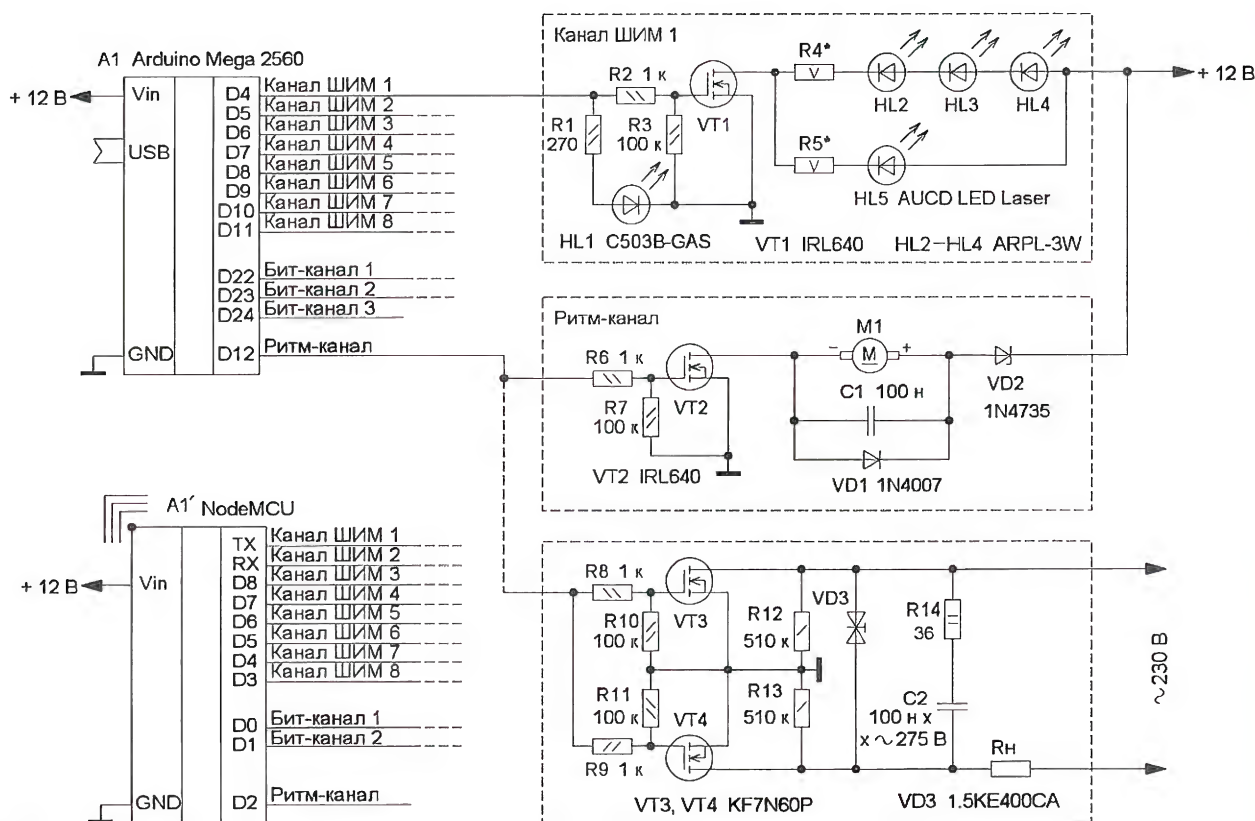 A1 Arduino Mega 2560
+ 12 В
Vin
USB
GND
D4 Канал ШИМ 1
D5 Канал ШИМ 2
D6 Канал ШИМ 3
D7 Канал ШИМ 4
D8 Канал ШИМ 5
D9 Канал ШИМ 6
D10 Канал ШИМ 7
D11 Канал ШИМ 8
D22 Бит-канал 1
D23 Бит-канал 2
D24 Бит-канал 3
D12 Ритм-канал
Канал ШИМ 1
R2 1 к
R1
270
R3
100 к
VT1
R4*
HL2
HL3
HL4
R5*
HL5 AUCD LED Laser
HL1 C503B-GAS
VT1 IRL640
HL2–HL4 ARPL-3W
+ 12 В
Ритм-канал
R6 1 к
R7
100 к
VT2
VT2 IRL640
M1
– M +
C1 100 н
VD1 1N4007
VD2
1N4735
A1′ NodeMCU
+ 12 В
Vin
GND
TX Канал ШИМ 1
RX Канал ШИМ 2
D8 Канал ШИМ 3
D7 Канал ШИМ 4
D6 Канал ШИМ 5
D5 Канал ШИМ 6
D4 Канал ШИМ 7
D3 Канал ШИМ 8
D0 Бит-канал 1
D1 Бит-канал 2
D2 Ритм-канал
R8 1 к
R10
100 к
R11
100 к
R9 1 к
VT3
VT4
R12
510 к
R13
510 к
VD3
R14
36
C2
100 н х
х ~275 В
Rн
~230 В
VT3, VT4 KF7N60P
VD3 1.5KE400CA